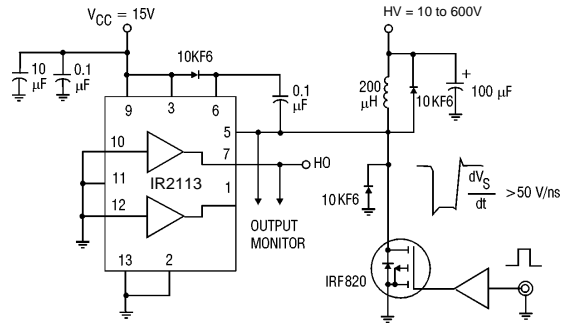 VCC = 15V
HV = 10 to 600V
10KF6
10 μF
0.1 μF
0.1 μF
200 μH
10KF6
+
100 μF
9
3
6
5
10
7
HO
11
IR2113
1
12
OUTPUT
MONITOR
10KF6
dVS
dt
>50 V/ns
13
2
IRF820